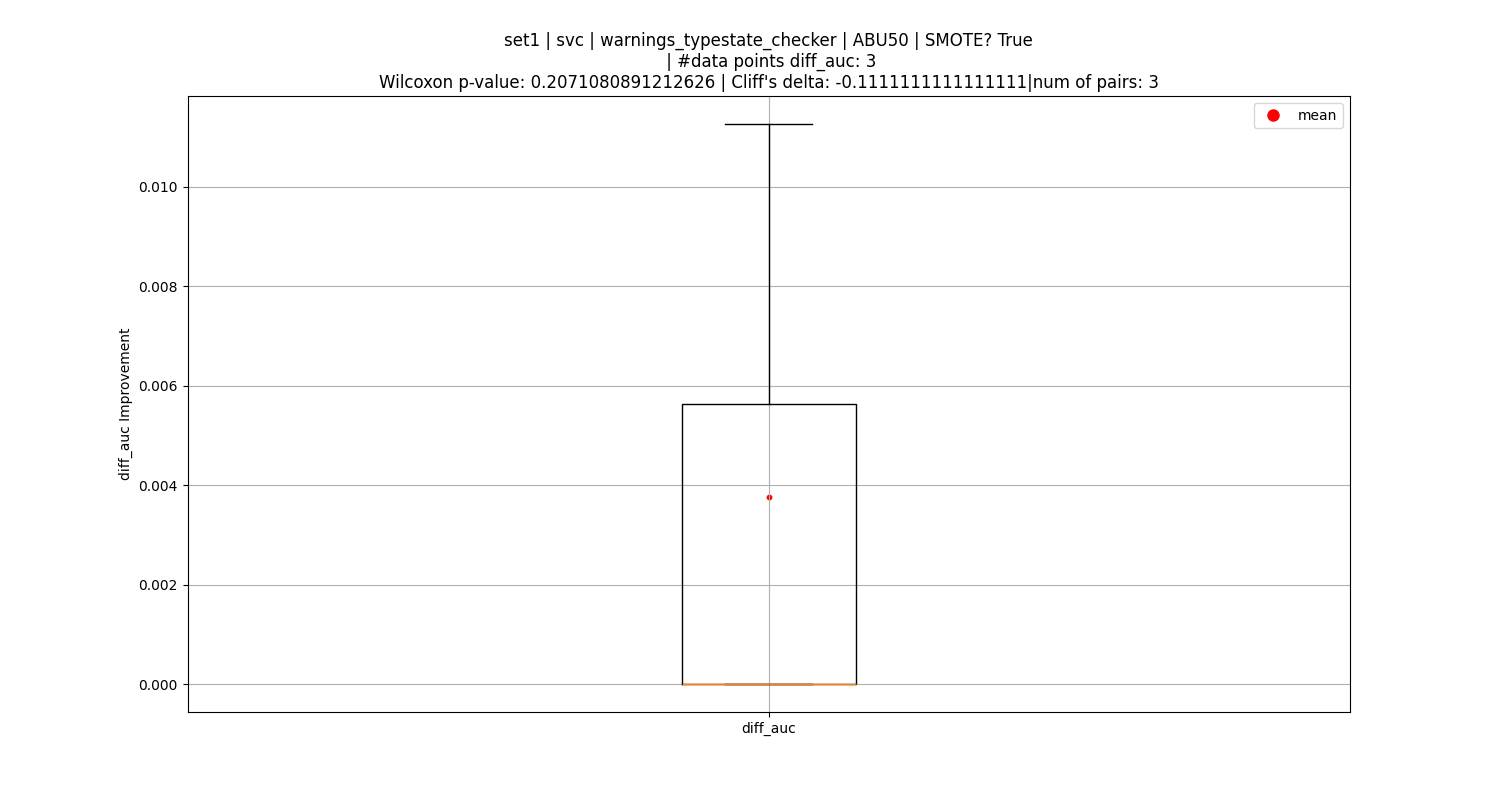 set1 | svc | warnings_typestate_checker | ABU50 | SMOTE? True
| #data points diff_auc: 3
Wilcoxon p-value: 0.2071080891212626 | Cliff's delta: -0.1111111111111111|num of pairs: 3
mean
0.010
0.008
0.006
0.004
0.002
0.000
diff_auc Improvement
diff_auc